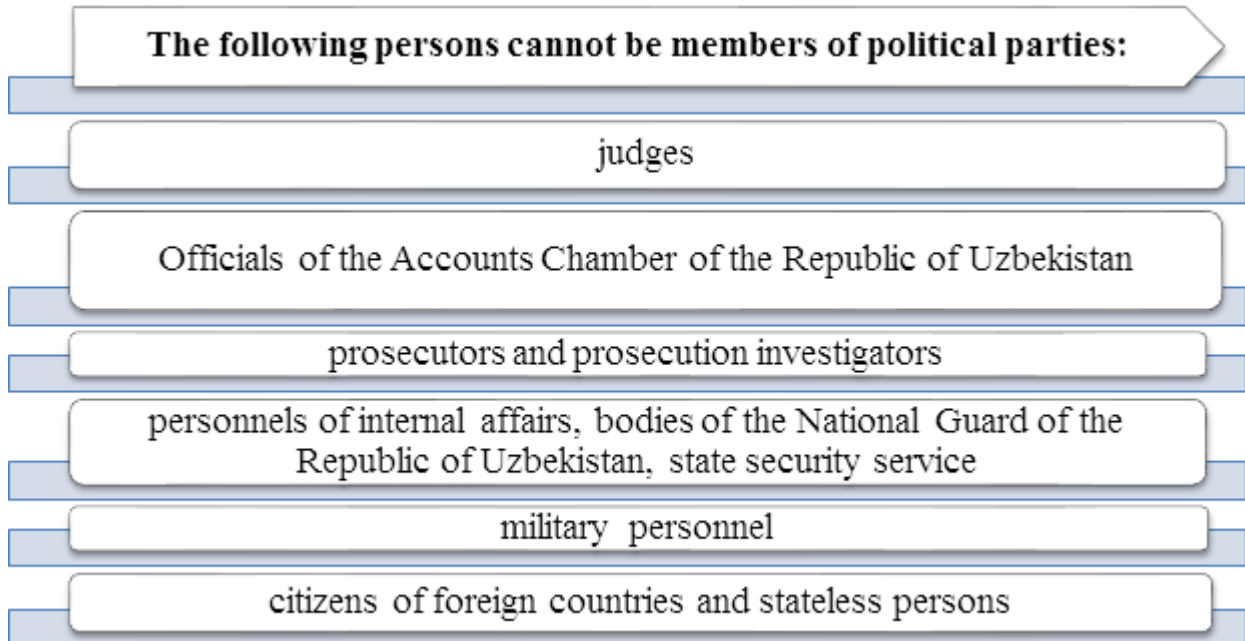 The following persons cannot be members of political parties:
judges
Officials of the Accounts Chamber of the Republic of Uzbekistan
prosecutors and prosecution investigators
personnels of internal affairs, bodies of the National Guard of the
Republic of Uzbekistan, state security service
military personnel
citizens of foreign countries and stateless persons